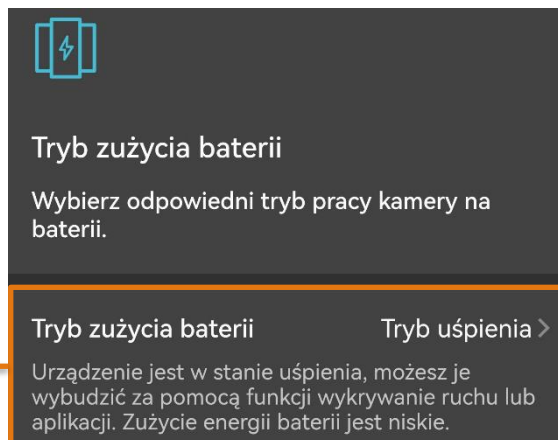 Tryb zużycia baterii
Wybierz odpowiedni tryb pracy kamery na
baterii.
Tryb zużycia baterii Tryb uśpienia >
Urządzenie jest w stanie uśpienia, możesz je
wybudzić za pomocą funkcji wykrywanie ruchu lub
aplikacji. Zużycie energii baterii jest niskie.